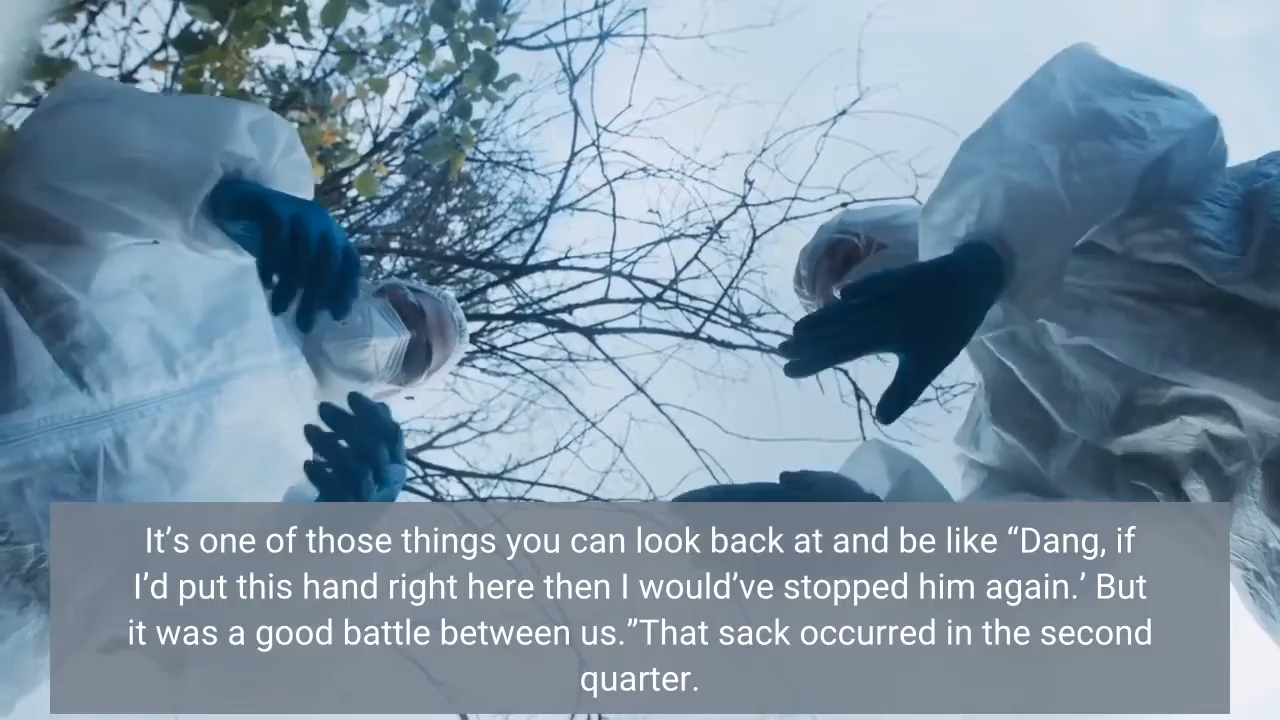 It’s one of those things you can look back at and be like “Dang, if
I’d put this hand right here then I would’ve stopped him again.’ But
it was a good battle between us.”That sack occurred in the second
quarter.